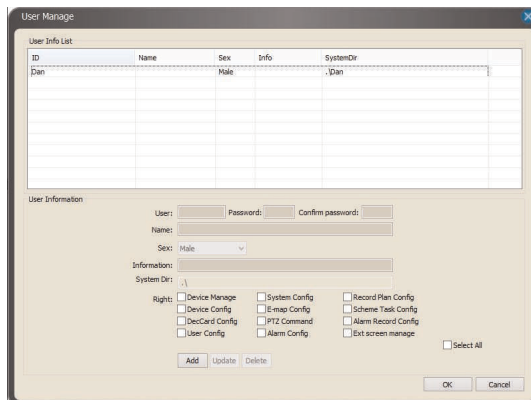 User Manage
User Info List
ID Name Sex Info SystemDir
Dan Male .\Dan
User Information
User: Password: Confirm password:
Name:
Sex: Male
Information:
System Dir: .\
Right: Device Manage System Config Record Plan Config
Device Config E-map Config Scheme Task Config
DecCard Config PTZ Command Alarm Record Config
User Config Alarm Config Ext screen manage
Select All
Add Update Delete
OK Cancel